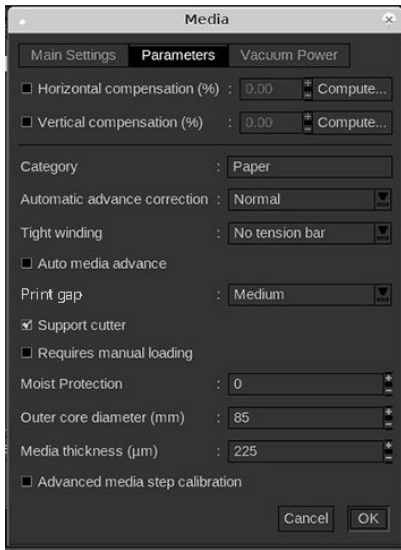 Media
Main Settings Parameters Vacuum Power
Horizontal compensation (%) : 0.00 Compute...
Vertical compensation (%) : 0.00 Compute...
Category : Paper
Automatic advance correction : Normal
Tight winding : No tension bar
Auto media advance
Print gap : Medium
Support cutter
Requires manual loading
Moist Protection : 0
Outer core diameter (mm) : 85
Media thickness (µm) : 225
Advanced media step calibration
Cancel OK